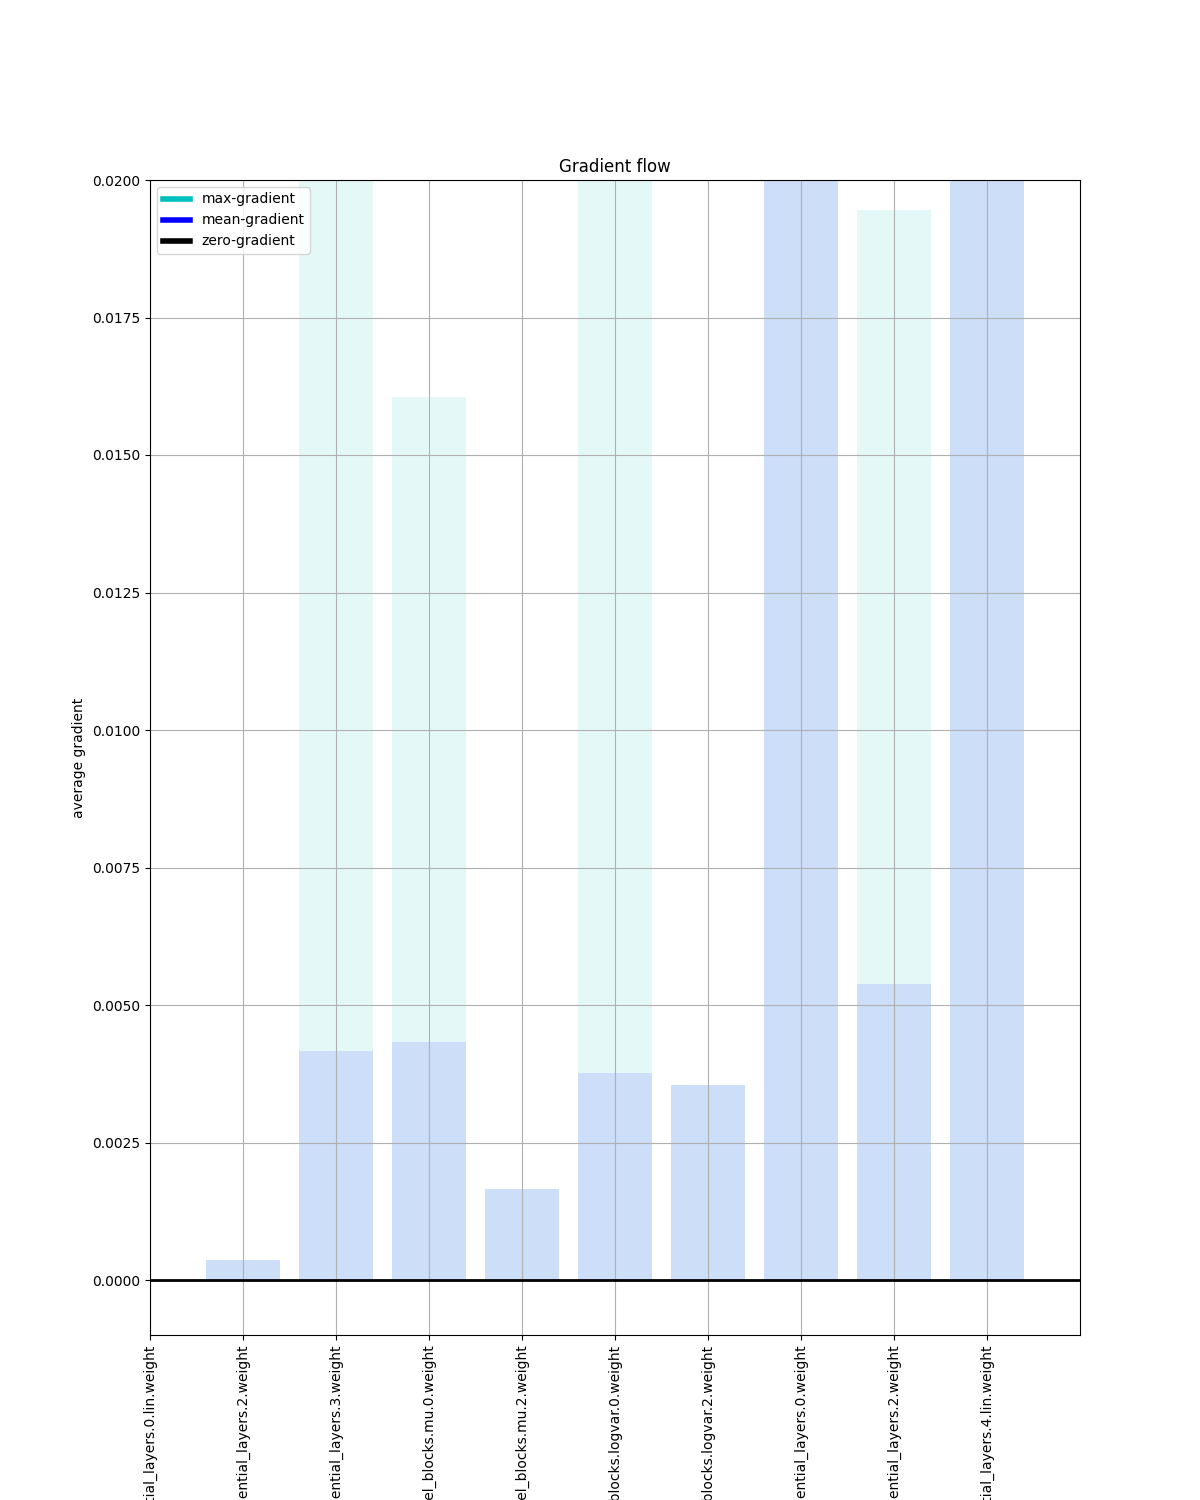 Gradient flow
max-gradient
mean-gradient
zero-gradient
0.0200
0.0175
0.0150
0.0125
0.0100
0.0075
0.0050
0.0025
0.0000
average gradient
tial_layers.0.lin.weight
ential_layers.2.weight
ential_layers.3.weight
el_blocks.mu.0.weight
el_blocks.mu.2.weight
blocks.logvar.0.weight
blocks.logvar.2.weight
ential_layers.0.weight
ential_layers.2.weight
tial_layers.4.lin.weight